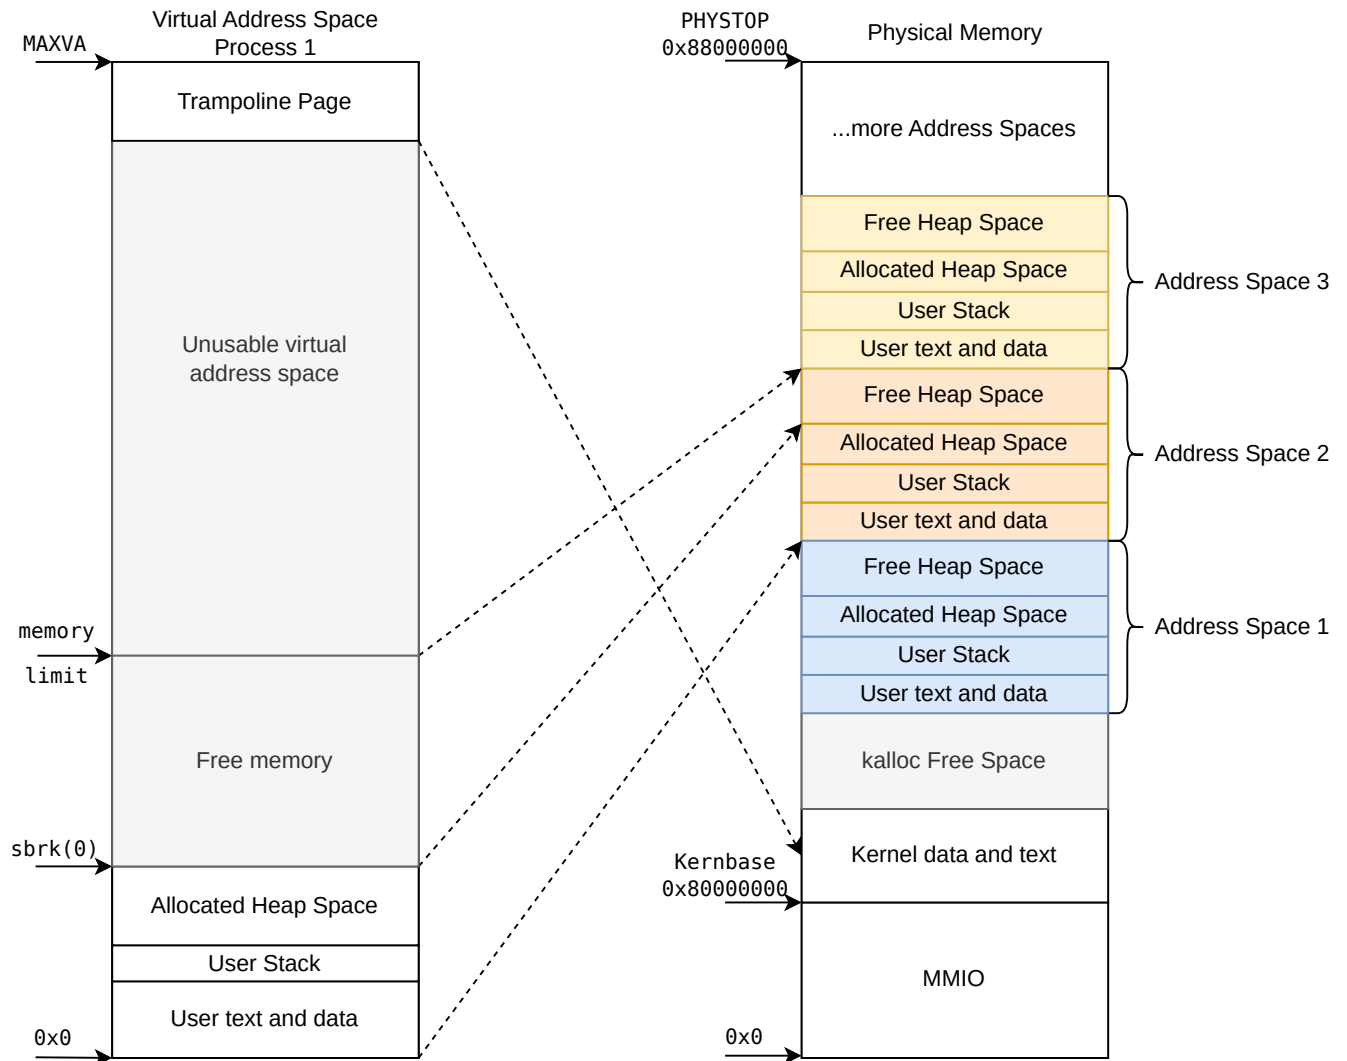 Virtual Address Space
Process 1
MAXVA
Trampoline Page
Unusable virtual
address space
memory
limit
Free memory
sbrk(0)
Allocated Heap Space
User Stack
User text and data
0x0
PHYSTOP
0x88000000
Physical Memory
...more Address Spaces
Free Heap Space
Allocated Heap Space
User Stack
User text and data
Address Space 3
Free Heap Space
Allocated Heap Space
User Stack
User text and data
Address Space 2
Free Heap Space
Allocated Heap Space
User Stack
User text and data
Address Space 1
kalloc Free Space
Kernel data and text
Kernbase
0x80000000
MMIO
0x0